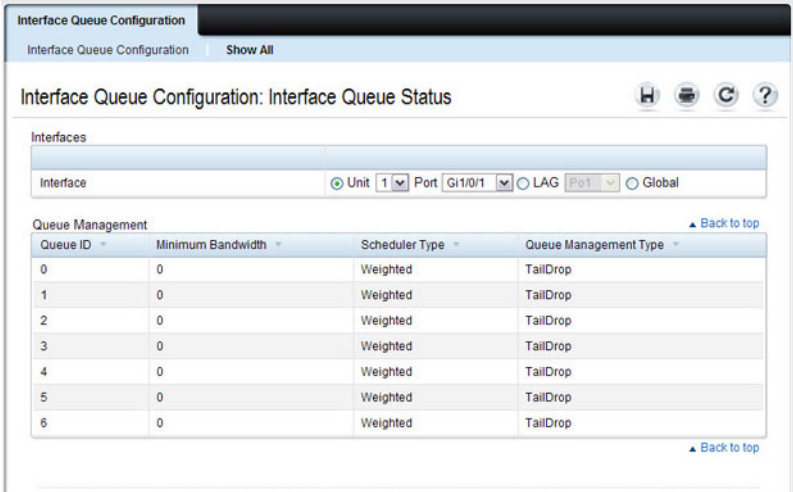 Interface Queue Configuration
Interface Queue Configuration Show All
Interface Queue Configuration: Interface Queue Status
Interfaces
Interface Unit 1 Port Gi1/0/1 LAG Po1 Global
Queue Management Back to top
Queue ID Minimum Bandwidth Scheduler Type Queue Management Type
0 0 Weighted TailDrop
1 0 Weighted TailDrop
2 0 Weighted TailDrop
3 0 Weighted TailDrop
4 0 Weighted TailDrop
5 0 Weighted TailDrop
6 0 Weighted TailDrop
Back to top